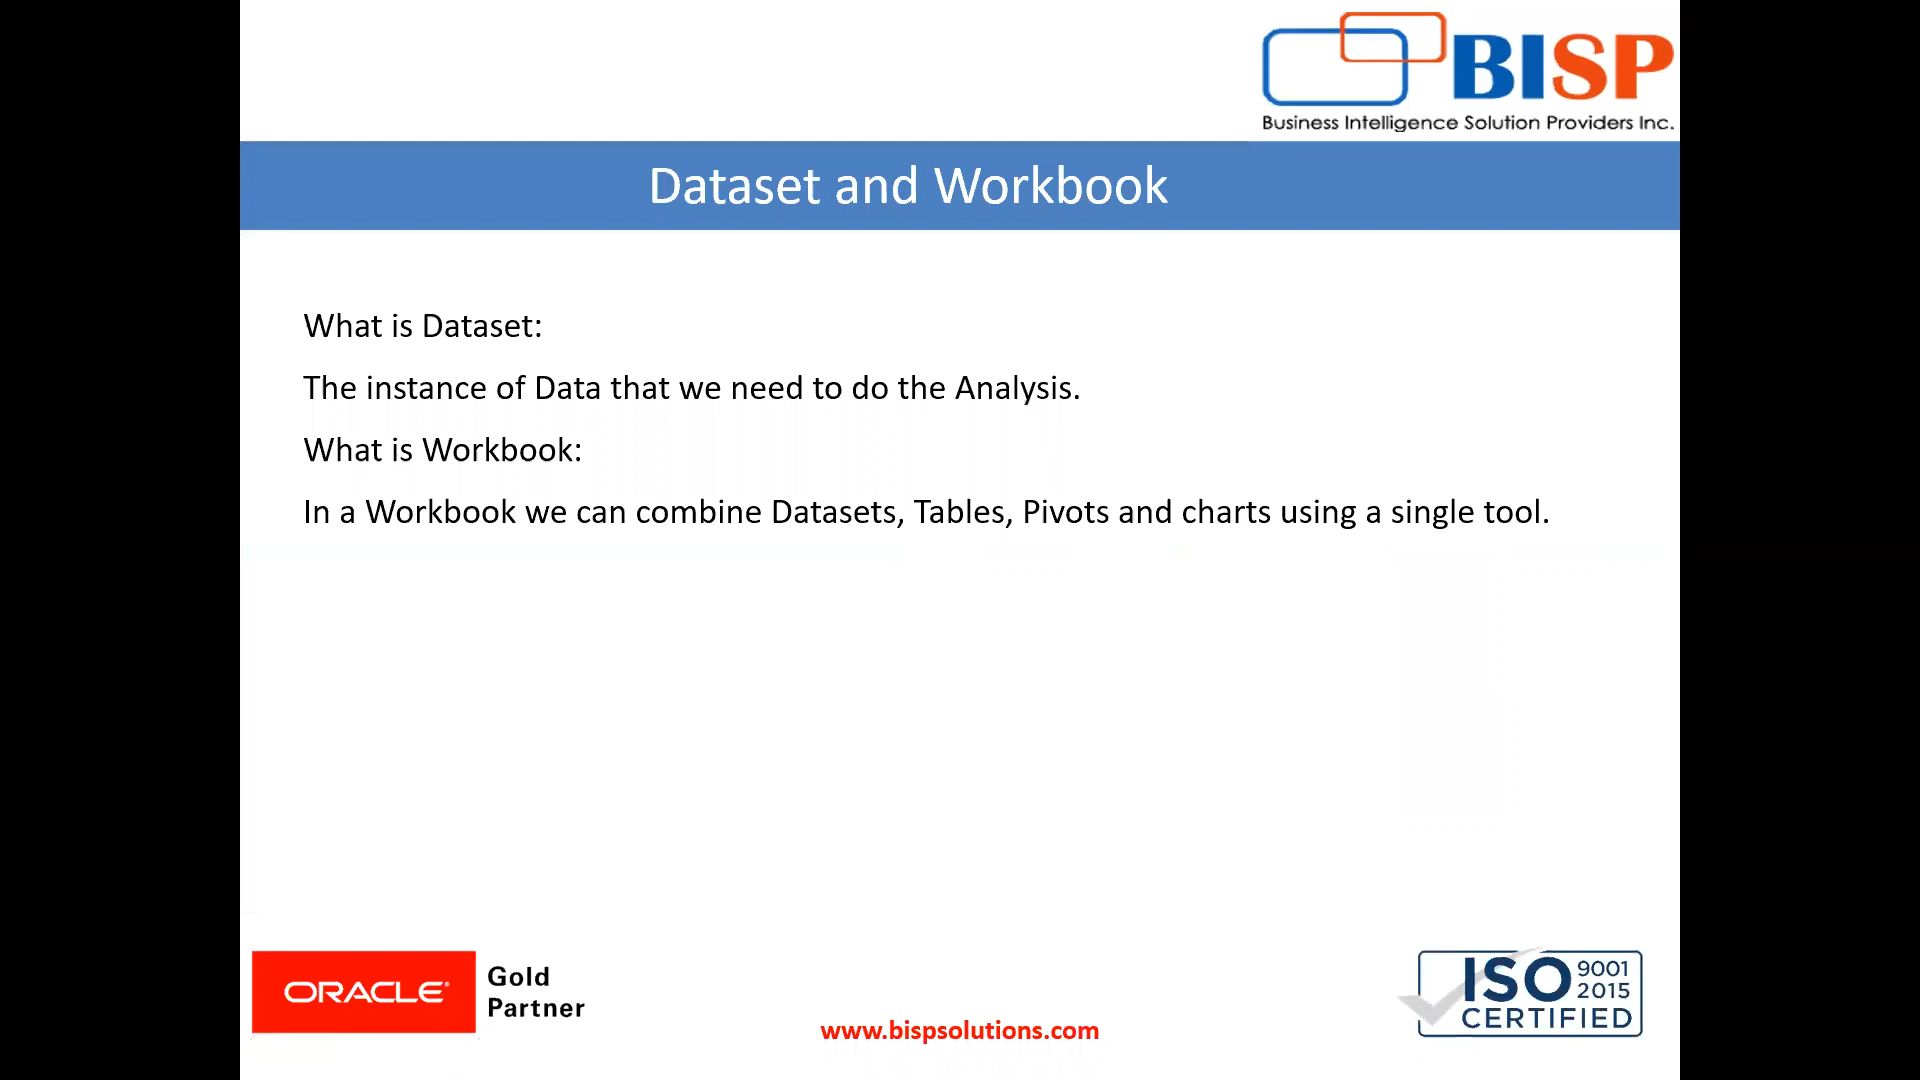 BISP
Business Intelligence Solution Providers Inc.
Dataset and Workbook
What is Dataset:
The instance of Data that we need to do the Analysis.
What is Workbook:
In a Workbook we can combine Datasets, Tables, Pivots and charts using a single tool.
ORACLE®
Gold
Partner
www.bispsolutions.com
ISO 9001
2015
CERTIFIED